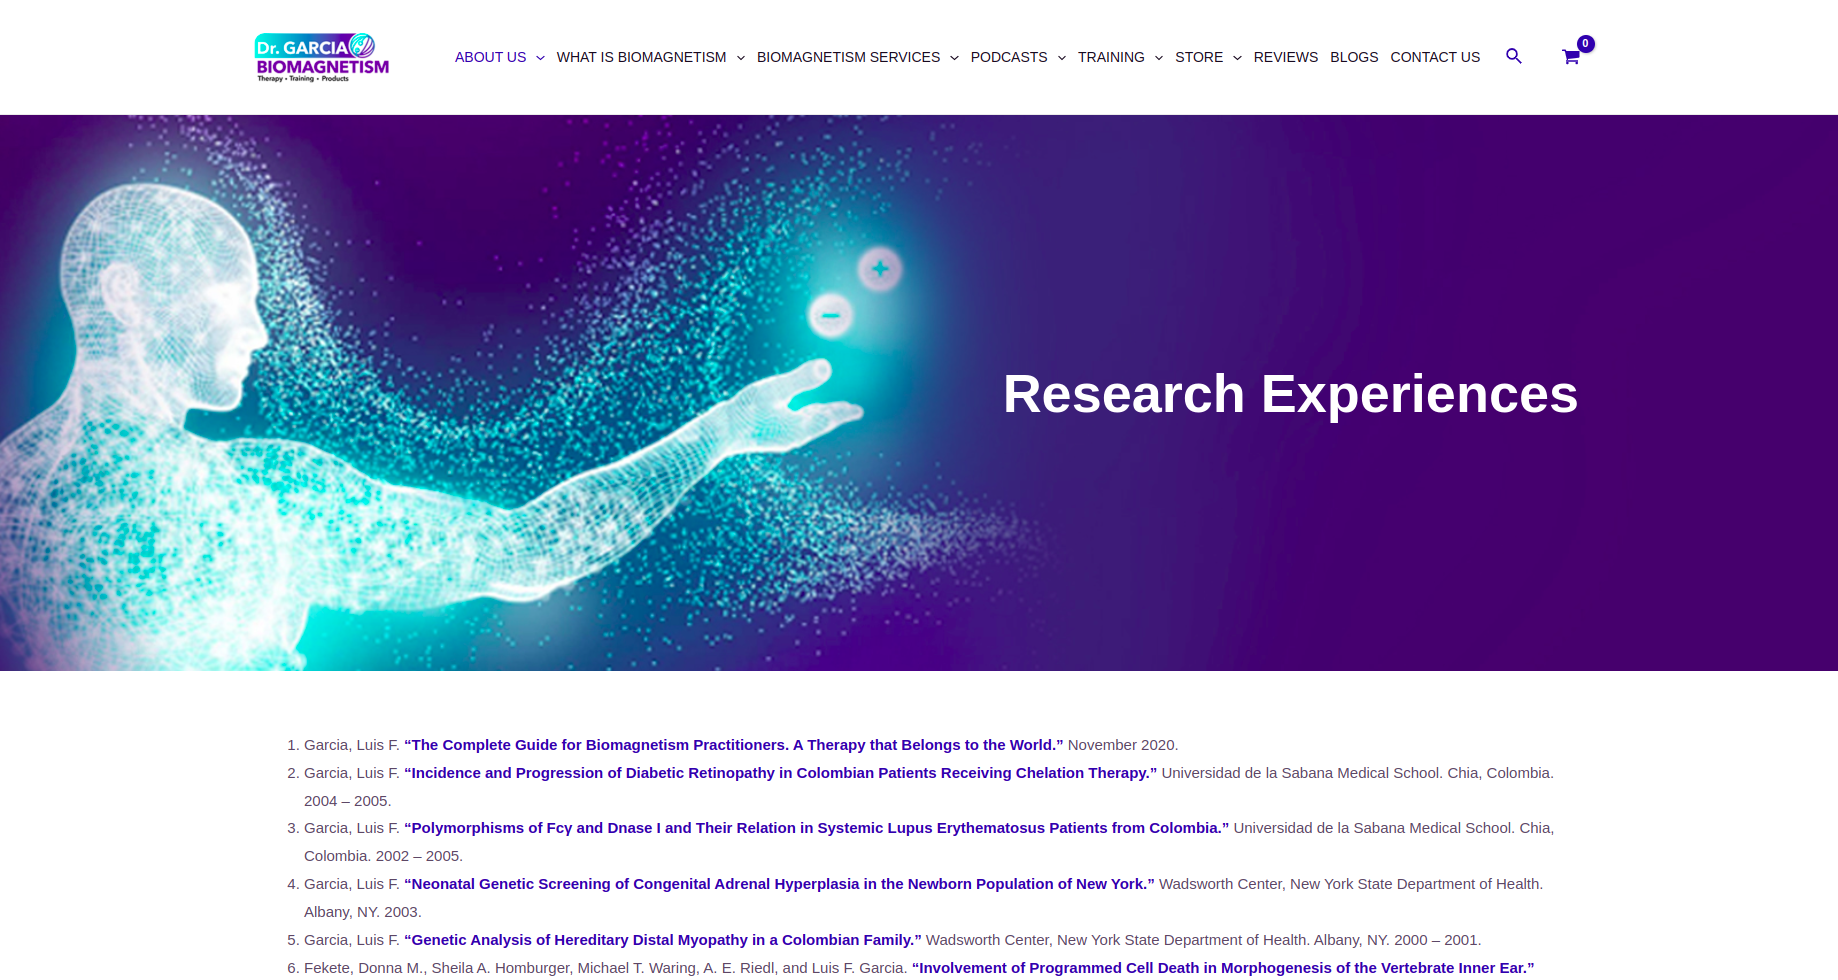 Dr. GARCIA
BIOMAGNETISM
Therapy • Training • Products
ABOUT US WHAT IS BIOMAGNETISM BIOMAGNETISM SERVICES PODCASTS TRAINING STORE REVIEWS BLOGS CONTACT US 0
+
−
Research Experiences
1. Garcia, Luis F. “The Complete Guide for Biomagnetism Practitioners. A Therapy that Belongs to the World.” November 2020.
2. Garcia, Luis F. “Incidence and Progression of Diabetic Retinopathy in Colombian Patients Receiving Chelation Therapy.” Universidad de la Sabana Medical School. Chia, Colombia.
2004 – 2005.
3. Garcia, Luis F. “Polymorphisms of Fcγ and Dnase I and Their Relation in Systemic Lupus Erythematosus Patients from Colombia.” Universidad de la Sabana Medical School. Chia,
Colombia. 2002 – 2005.
4. Garcia, Luis F. “Neonatal Genetic Screening of Congenital Adrenal Hyperplasia in the Newborn Population of New York.” Wadsworth Center, New York State Department of Health.
Albany, NY. 2003.
5. Garcia, Luis F. “Genetic Analysis of Hereditary Distal Myopathy in a Colombian Family.” Wadsworth Center, New York State Department of Health. Albany, NY. 2000 – 2001.
6. Fekete, Donna M., Sheila A. Homburger, Michael T. Waring, A. E. Riedl, and Luis F. Garcia. “Involvement of Programmed Cell Death in Morphogenesis of the Vertebrate Inner Ear.”